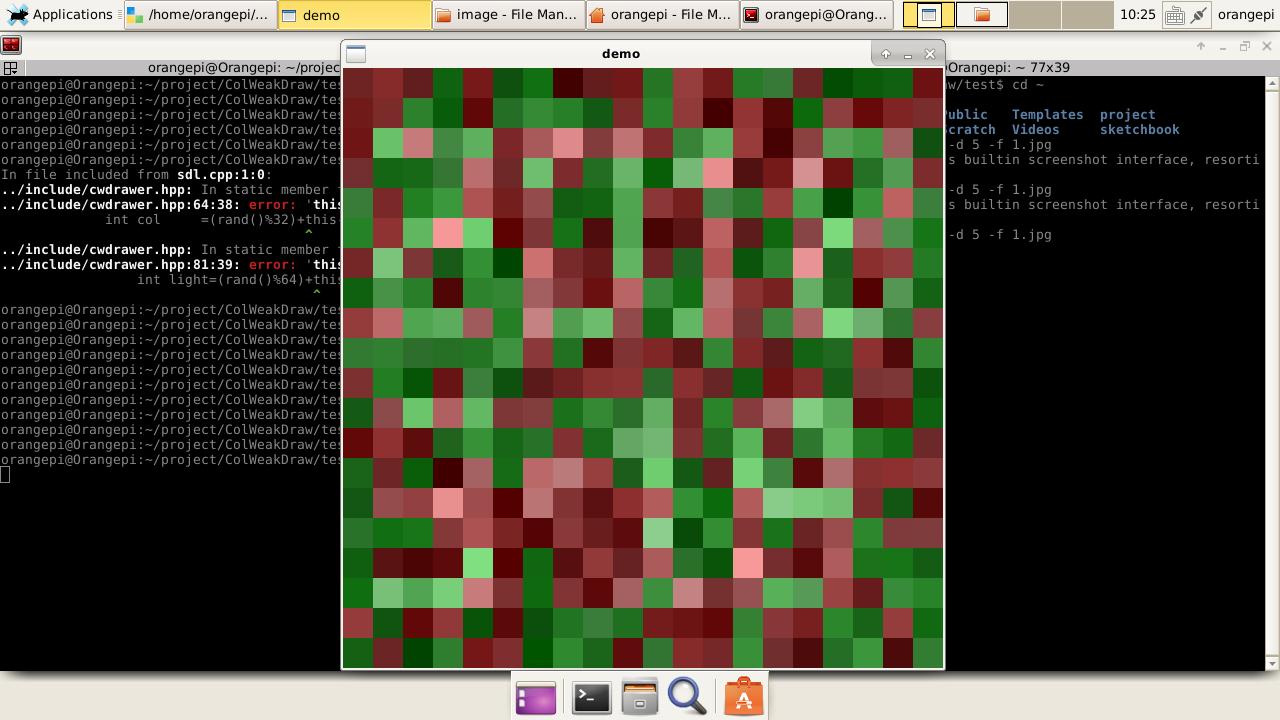 Applications
/home/orangepi/...
demo
image - File Man...
orangepi - File M...
orangepi@Orang...
10:25
orangepi
demo
orangepi@Orangepi: ~/projec
Orangepi: ~ 77x39
orangepi@Orangepi:~/project/ColWeakDraw/tes
orangepi@Orangepi:~/project/ColWeakDraw/tes
orangepi@Orangepi:~/project/ColWeakDraw/tes
orangepi@Orangepi:~/project/ColWeakDraw/tes
orangepi@Orangepi:~/project/ColWeakDraw/tes
orangepi@Orangepi:~/project/ColWeakDraw/tes
In file included from sdl.cpp:1:0:
../include/cwdrawer.hpp: In static member
../include/cwdrawer.hpp:64:38: error: 'this
int col     =(rand()%32)+this
^
../include/cwdrawer.hpp: In static member
../include/cwdrawer.hpp:81:39: error: 'this
int light=(rand()%64)+this
^
orangepi@Orangepi:~/project/ColWeakDraw/tes
orangepi@Orangepi:~/project/ColWeakDraw/tes
orangepi@Orangepi:~/project/ColWeakDraw/tes
orangepi@Orangepi:~/project/ColWeakDraw/tes
orangepi@Orangepi:~/project/ColWeakDraw/tes
orangepi@Orangepi:~/project/ColWeakDraw/tes
orangepi@Orangepi:~/project/ColWeakDraw/tes
orangepi@Orangepi:~/project/ColWeakDraw/tes
orangepi@Orangepi:~/project/ColWeakDraw/tes
orangepi@Orangepi:~/project/ColWeakDraw/tes
orangepi@Orangepi:~/project/ColWeakDraw/tes
aw/test$ cd ~
ublic   Templates  project
cratch  Videos     sketchbook
-d 5 -f 1.jpg
s builtin screenshot interface, resorti
-d 5 -f 1.jpg
s builtin screenshot interface, resorti
-d 5 -f 1.jpg